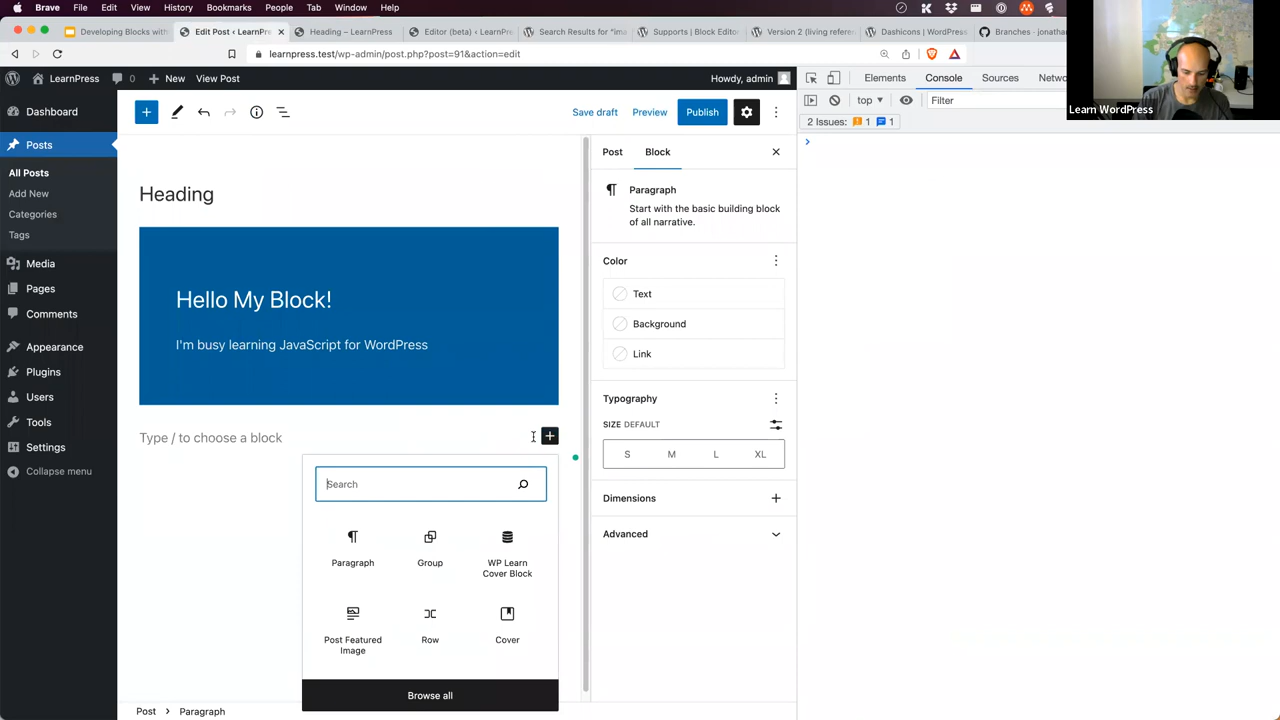 Brave File Edit View History Bookmarks People Tab Window Help
Developing Blocks with
Edit Post ‹ LearnPre
Heading – LearnPress
Editor (beta) ‹ LearnPr
Search Results for "ima
Supports | Block Edito
Version 2 (living referen
Dashicons | WordPress
Branches · jonathan
learnpress.test/wp-admin/post.php?post=91&action=edit
LearnPress 0 New View Post Howdy, admin
Elements Console Sources Netw
top Filter
2 Issues: 1 1
Learn WordPress
Dashboard
Posts
All Posts
Add New
Categories
Tags
Media
Pages
Comments
Appearance
Plugins
Users
Tools
Settings
Collapse menu
Save draft Preview Publish
Heading
Hello My Block!
I'm busy learning JavaScript for WordPress
Type / to choose a block
Search
Paragraph
Group
WP Learn
Cover Block
Post Featured
Image
Row
Cover
Browse all
Post Block
Paragraph
Start with the basic building block
of all narrative.
Color
Text
Background
Link
Typography
SIZE DEFAULT
S M L XL
Dimensions
Advanced
Post › Paragraph